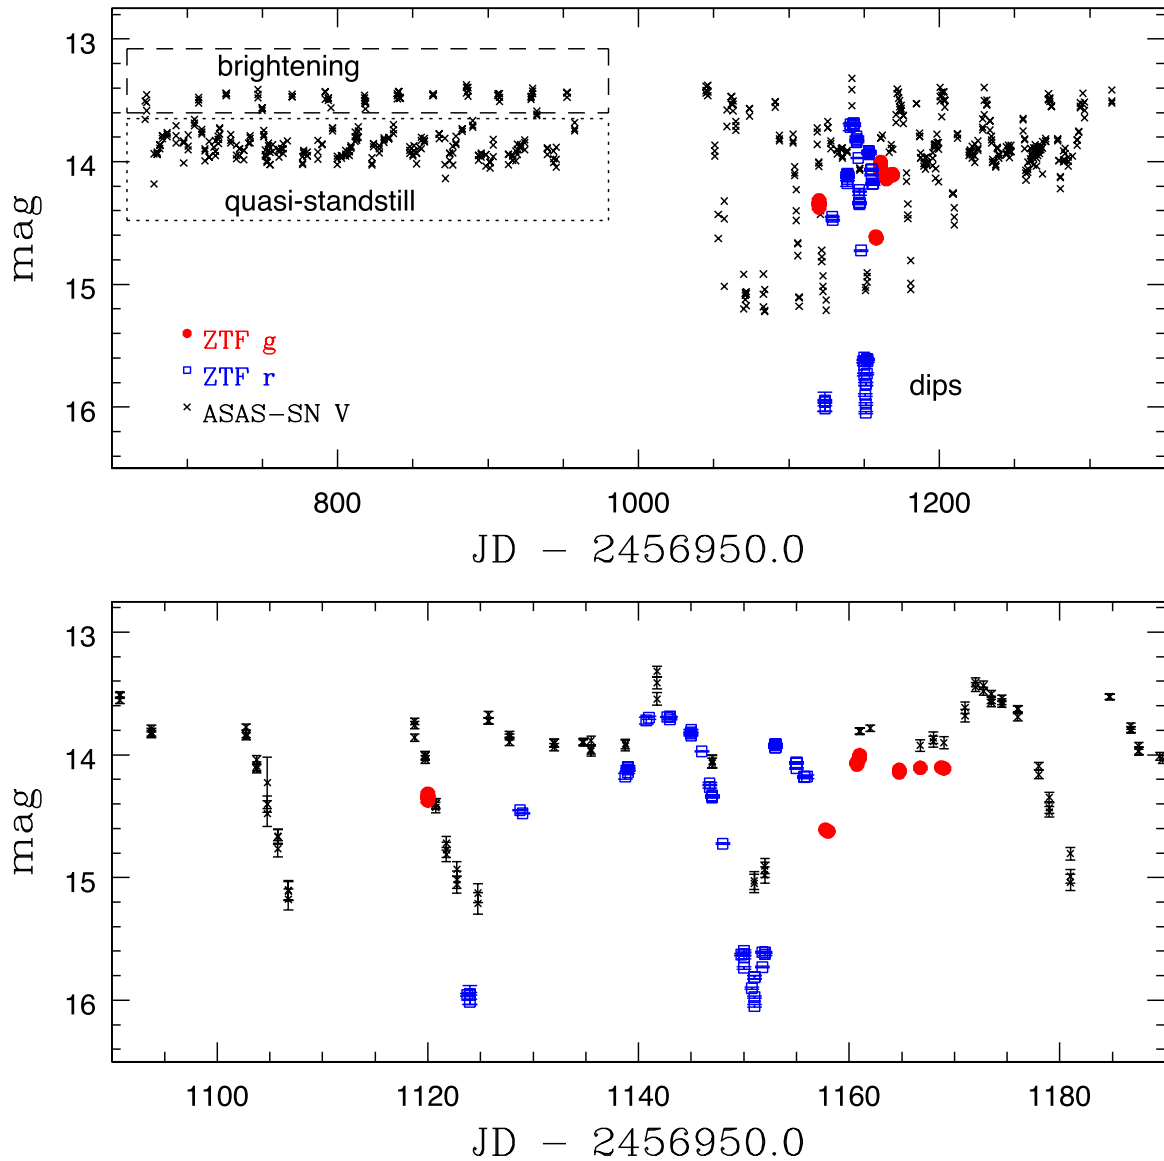 13
brightening
14
quasi-standstill
mag
15
ZTF g
ZTF r
dips
16
ASAS-SN V
800
1000
1200
JD - 2456950.0
13
14
mag
15
16
1100
1120
1140
1160
1180
JD - 2456950.0